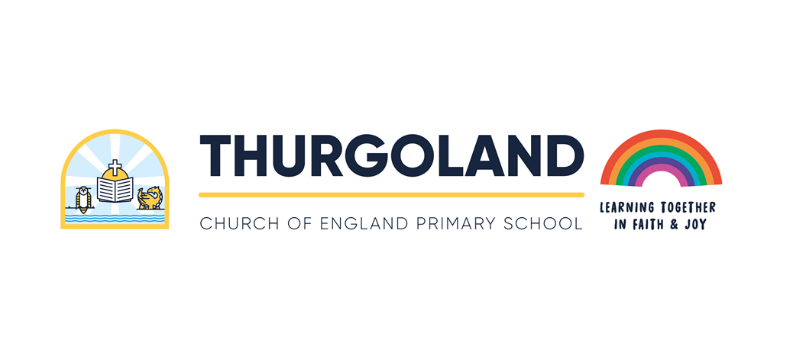 THURGOLAND
CHURCH OF ENGLAND PRIMARY SCHOOL
LEARNING TOGETHER
IN FAITH & JOY